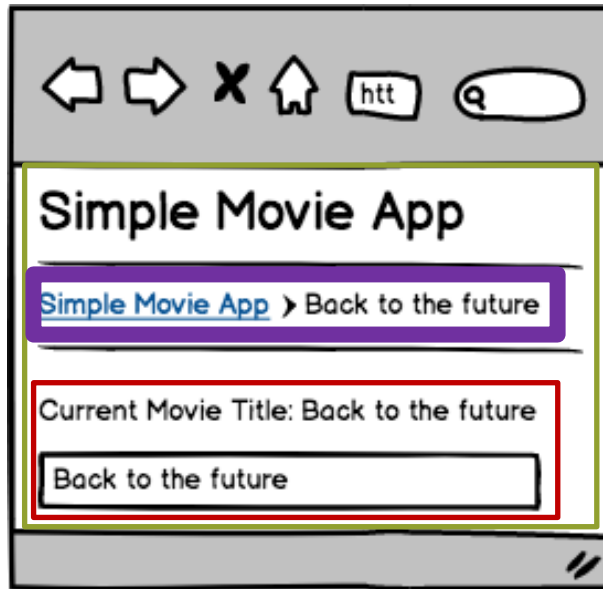 htt
Simple Movie App
Simple Movie App > Back to the future
Current Movie Title: Back to the future
Back to the future